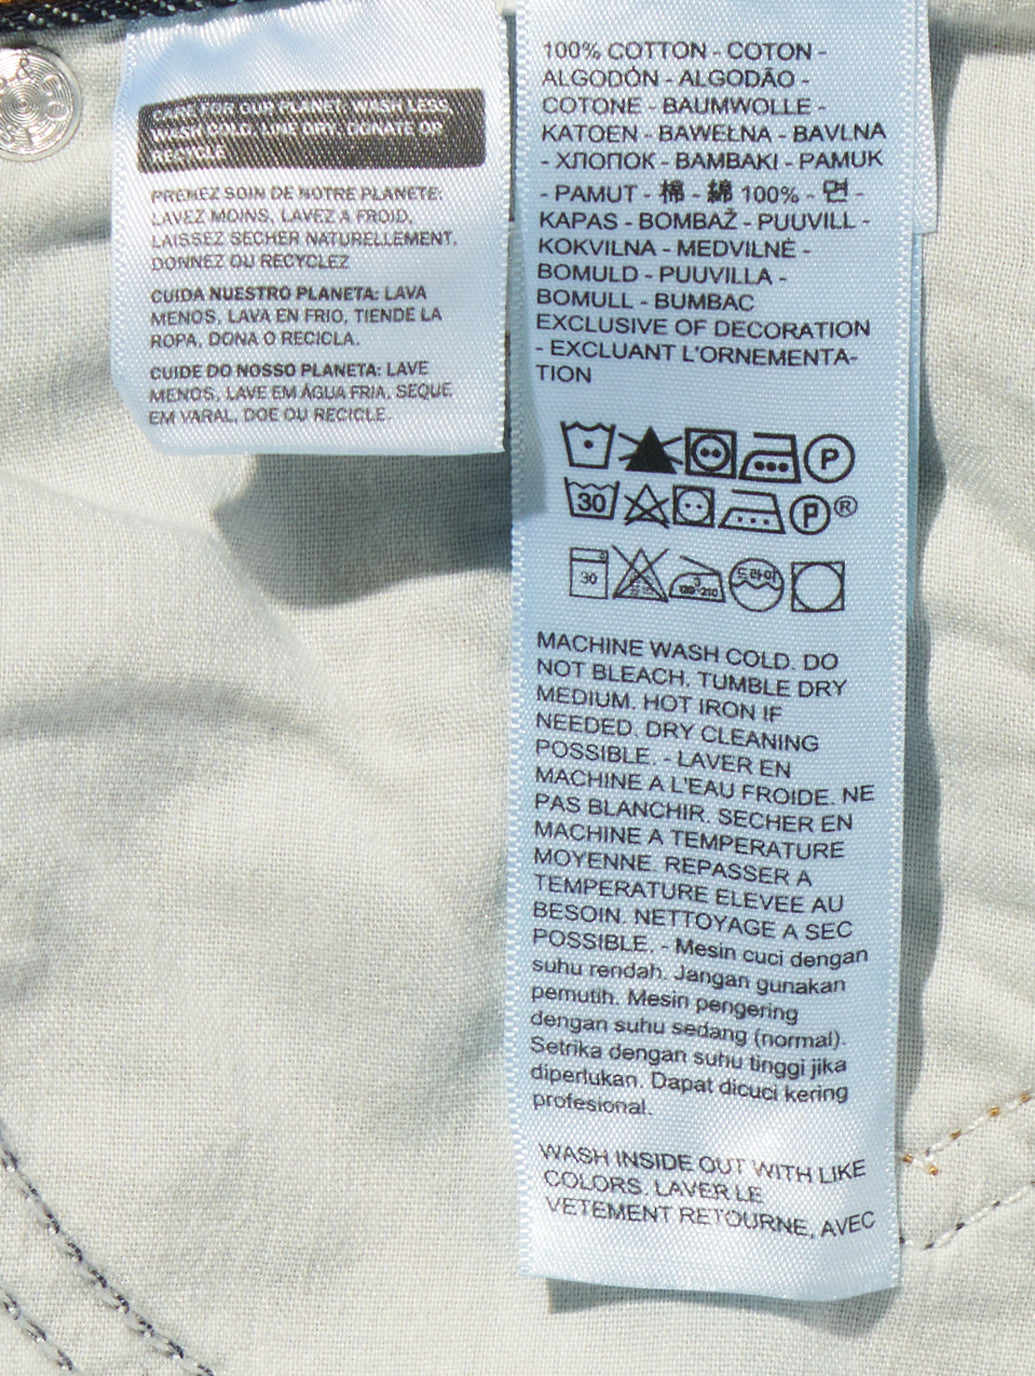 CARE FOR OUR PLANET: WASH LESS,
WASH COLD, LINE DRY, DONATE OR
RECYCLE
PRENEZ SOIN DE NOTRE PLANETE:
LAVEZ MOINS, LAVEZ A FROID,
LAISSEZ SECHER NATURELLEMENT,
DONNEZ OU RECYCLEZ
CUIDA NUESTRO PLANETA: LAVA
MENOS, LAVA EN FRIO, TIENDE LA
ROPA, DONA O RECICLA.
CUIDE DO NOSSO PLANETA: LAVE
MENOS, LAVE EM ÁGUA FRIA, SEQUE
EM VARAL, DOE OU RECICLE.
100% COTTON - COTON -
ALGODÓN - ALGODÃO -
COTONE - BAUMWOLLE -
KATOEN - BAWEŁNA - BAVLNA
- ХЛОПОК - BAMBAKI - PAMUK
- PAMUT - 棉 - 綿 100% - 면 -
KAPAS - BOMBAŽ - PUUVILL -
KOKVILNA - MEDVILNĖ -
BOMULD - PUUVILLA -
BOMULL - BUMBAC
EXCLUSIVE OF DECORATION
- EXCLUANT L'ORNEMENTA-
TION
P
30 P ®
30 3 180-210 드라이
MACHINE WASH COLD. DO
NOT BLEACH. TUMBLE DRY
MEDIUM. HOT IRON IF
NEEDED. DRY CLEANING
POSSIBLE. - LAVER EN
MACHINE A L'EAU FROIDE. NE
PAS BLANCHIR. SECHER EN
MACHINE A TEMPERATURE
MOYENNE. REPASSER A
TEMPERATURE ELEVEE AU
BESOIN. NETTOYAGE A SEC
POSSIBLE. - Mesin cuci dengan
suhu rendah. Jangan gunakan
pemutih. Mesin pengering
dengan suhu sedang (normal).
Setrika dengan suhu tinggi jika
diperlukan. Dapat dicuci kering
profesional.
WASH INSIDE OUT WITH LIKE
COLORS. LAVER LE
VETEMENT RETOURNE, AVEC